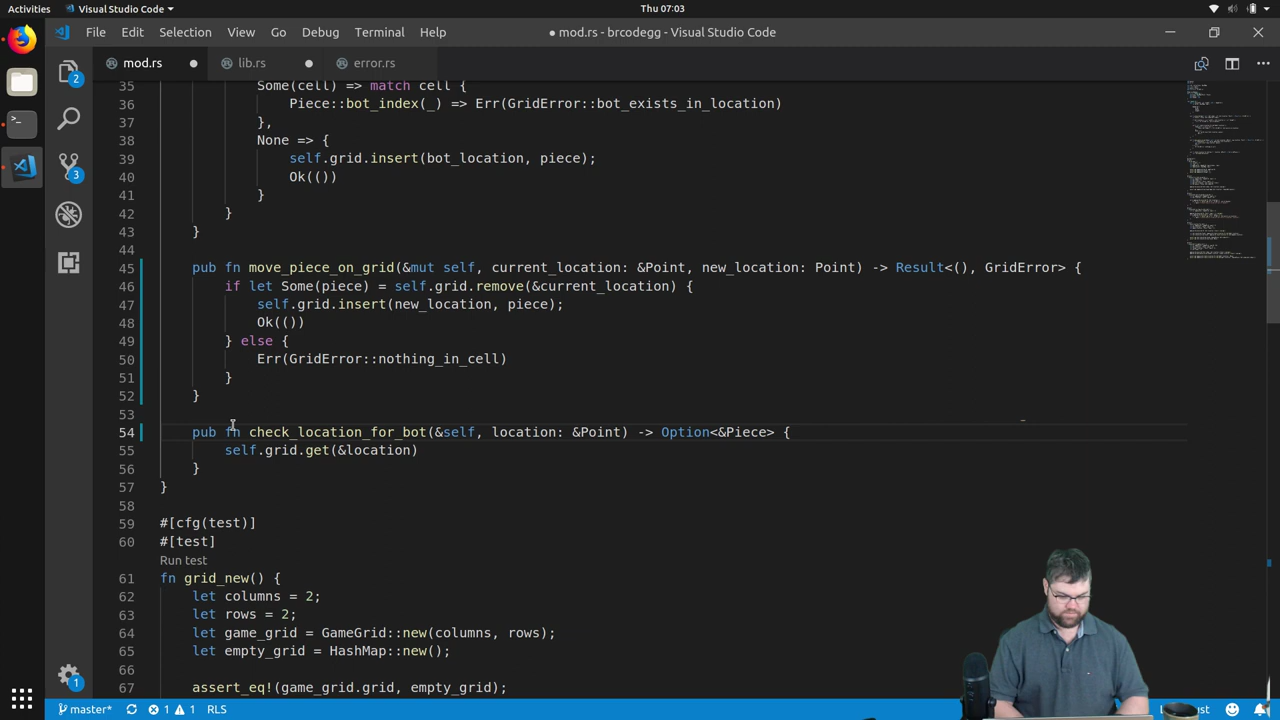 Activities
Visual Studio Code
Thu 07:03
File Edit Selection View Go Debug Terminal Help
● mod.rs - brcodegg - Visual Studio Code
mod.rs ● lib.rs ● error.rs
35 Some(cell) => match cell {
36 Piece::bot_index(_) => Err(GridError::bot_exists_in_location)
37 },
38 None => {
39 self.grid.insert(bot_location, piece);
40 Ok(())
41 }
42 }
43 }
44
45 pub fn move_piece_on_grid(&mut self, current_location: &Point, new_location: Point) -> Result<(), GridError> {
46 if let Some(piece) = self.grid.remove(&current_location) {
47 self.grid.insert(new_location, piece);
48 Ok(())
49 } else {
50 Err(GridError::nothing_in_cell)
51 }
52 }
53
54 pub fn check_location_for_bot(&self, location: &Point) -> Option<&Piece> {
55 self.grid.get(&location)
56 }
57 }
58
59 #[cfg(test)]
60 #[test]
Run test
61 fn grid_new() {
62 let columns = 2;
63 let rows = 2;
64 let game_grid = GameGrid::new(columns, rows);
65 let empty_grid = HashMap::new();
66
67 assert_eq!(game_grid.grid, empty_grid);
2
3
1
master* 1 1 RLS